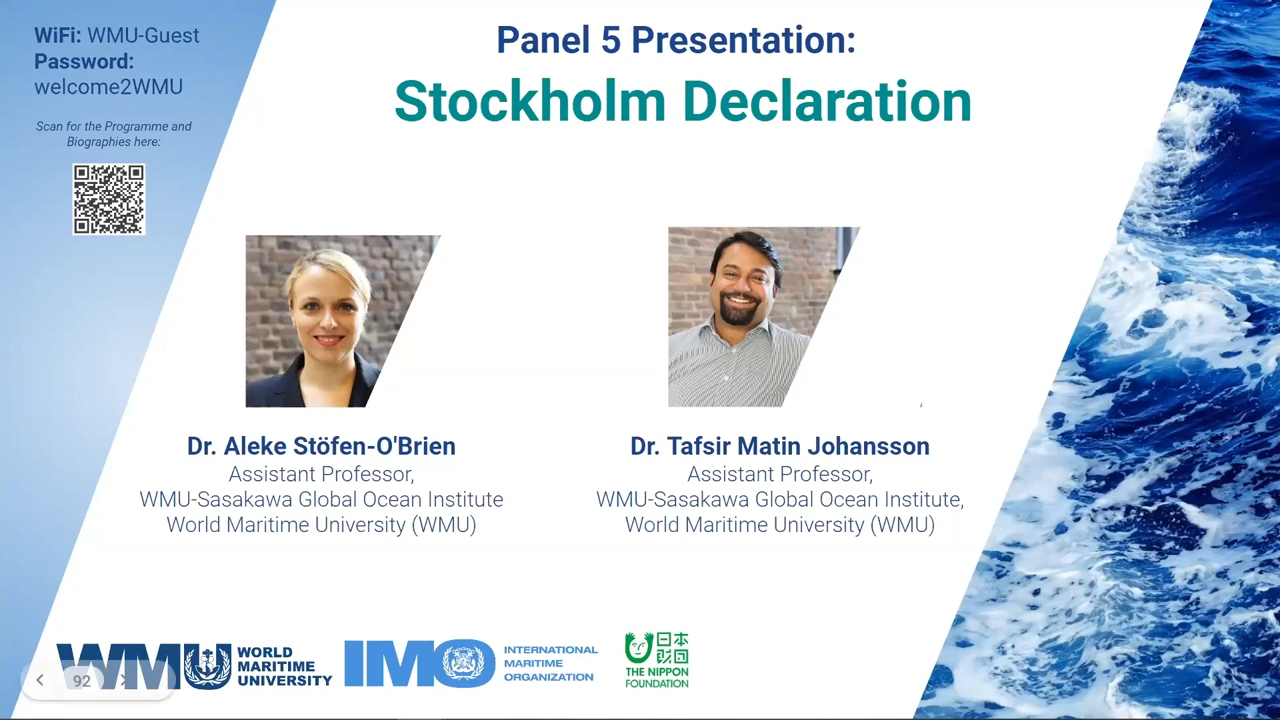 WiFi: WMU-Guest
Password:
welcome2WMU
Scan for the Programme and
Biographies here:
Panel 5 Presentation:
Stockholm Declaration
Dr. Aleke Stöfen-O'Brien
Assistant Professor,
WMU-Sasakawa Global Ocean Institute
World Maritime University (WMU)
Dr. Tafsir Matin Johansson
Assistant Professor,
WMU-Sasakawa Global Ocean Institute,
World Maritime University (WMU)
WMU
WORLD
MARITIME
UNIVERSITY
IMO
INTERNATIONAL
MARITIME
ORGANIZATION
日本
財団
THE NIPPON
FOUNDATION
92